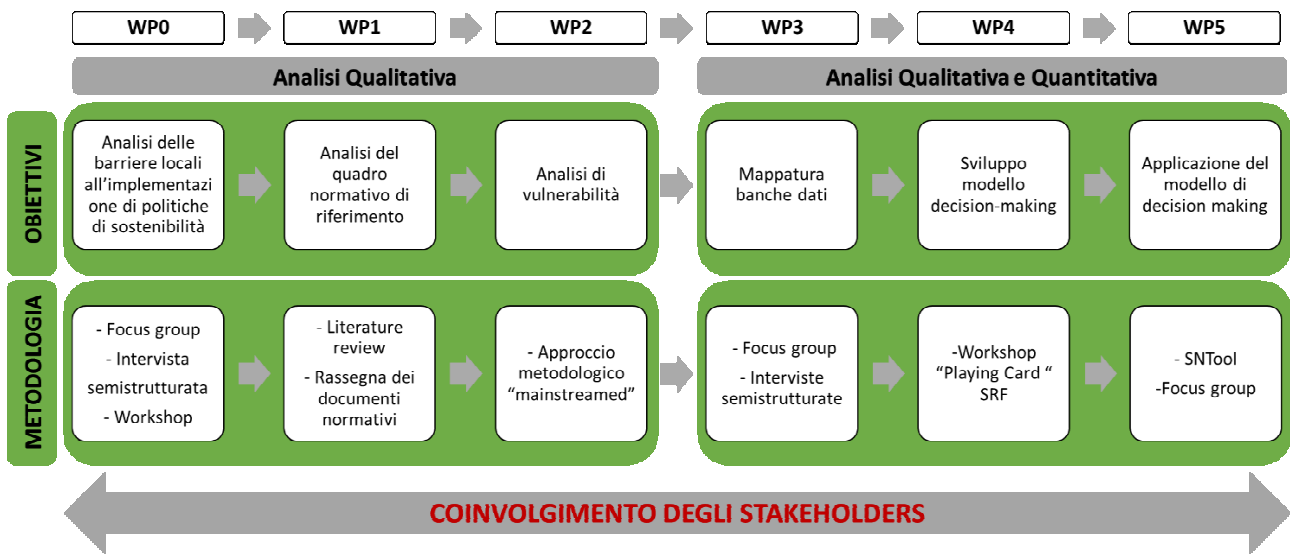 WP0
WP1
WP2
WP3
WP4
WP5
Analisi Qualitativa
Analisi Qualitativa e Quantitativa
OBIETTIVI
Analisi delle
barriere locali
all'implementazi
one di politiche
di sostenibilità
Analisi del
quadro
normativo di
riferimento
Analisi di
vulnerabilità
Mappatura
banche dati
Sviluppo
modello
decision-making
Applicazione del
modello di
decision making
METODOLOGIA
- Focus group
- Intervista
semistrutturata
- Workshop
- Literature
review
- Rassegna dei
documenti
normativi
- Approccio
metodologico
"mainstreamed"
- Focus group
- Interviste
semistrutturate
-Workshop
"Playing Card "
SRF
- SNTool
-Focus group
COINVOLGIMENTO DEGLI STAKEHOLDERS